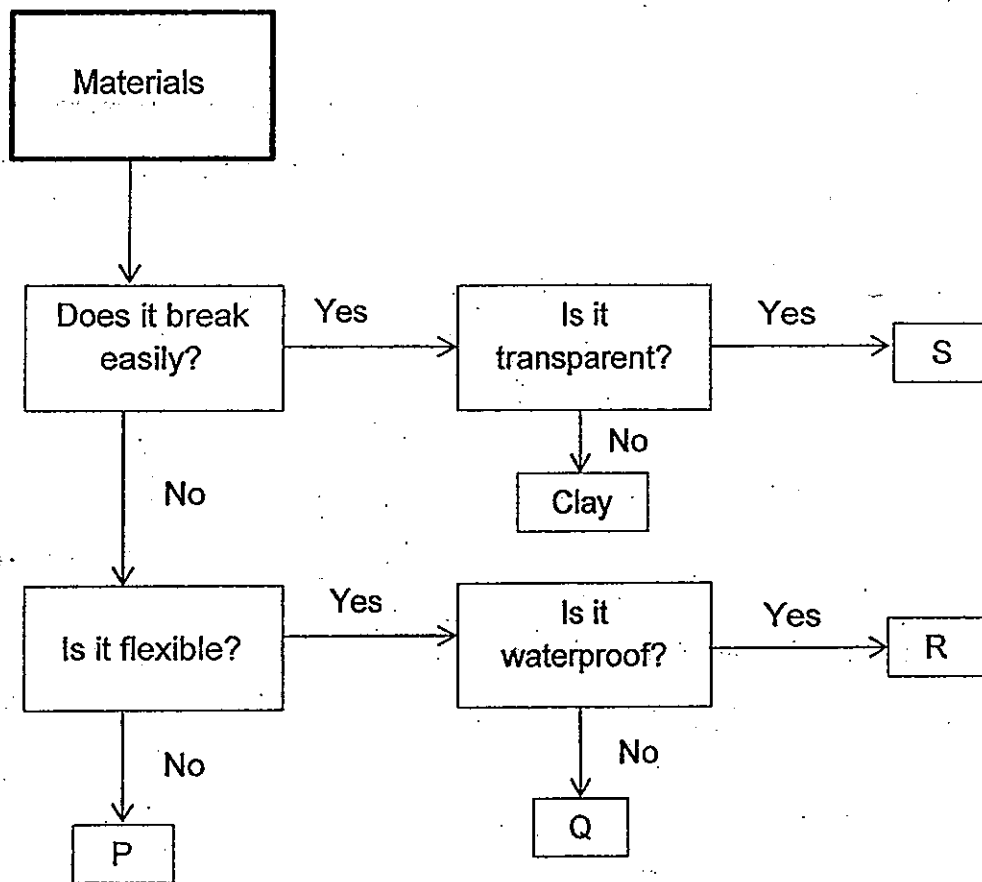 Materials
Does it break
easily?
Yes
Is it
transparent?
Yes
S
No
Clay
No
Is it flexible?
Yes
Is it
waterproof?
Yes
R
No
Q
No
P